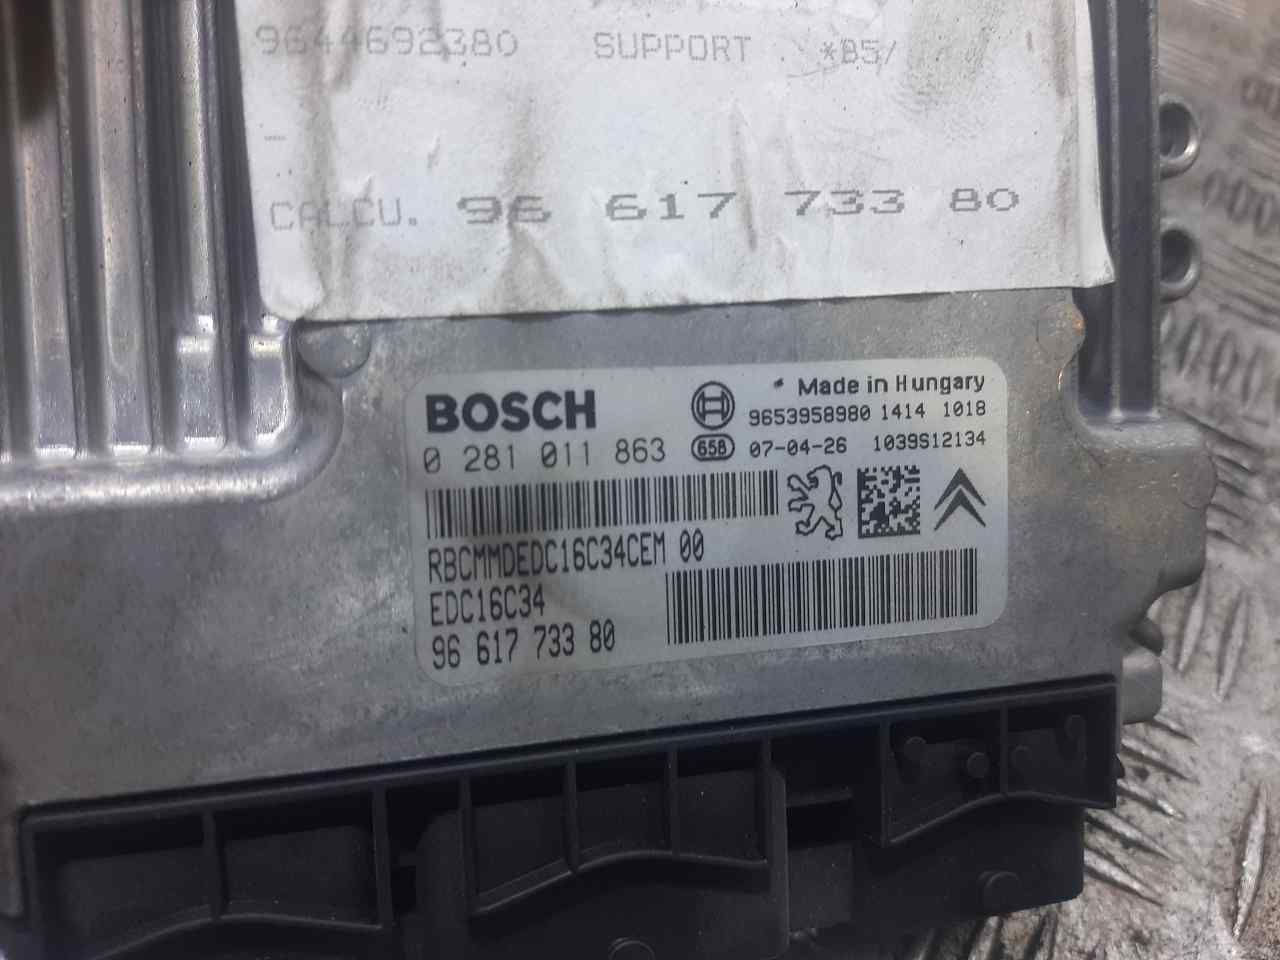 9644692380 SUPPORT *B5/
-
CALCU. 96 617 733 80
BOSCH
Made in Hungary
9653958980 1414 1018
0 281 011 863
658 07-04-26 1039S12134
RBCMMDEDC16C34CEM 00
EDC16C34
96 617 733 80